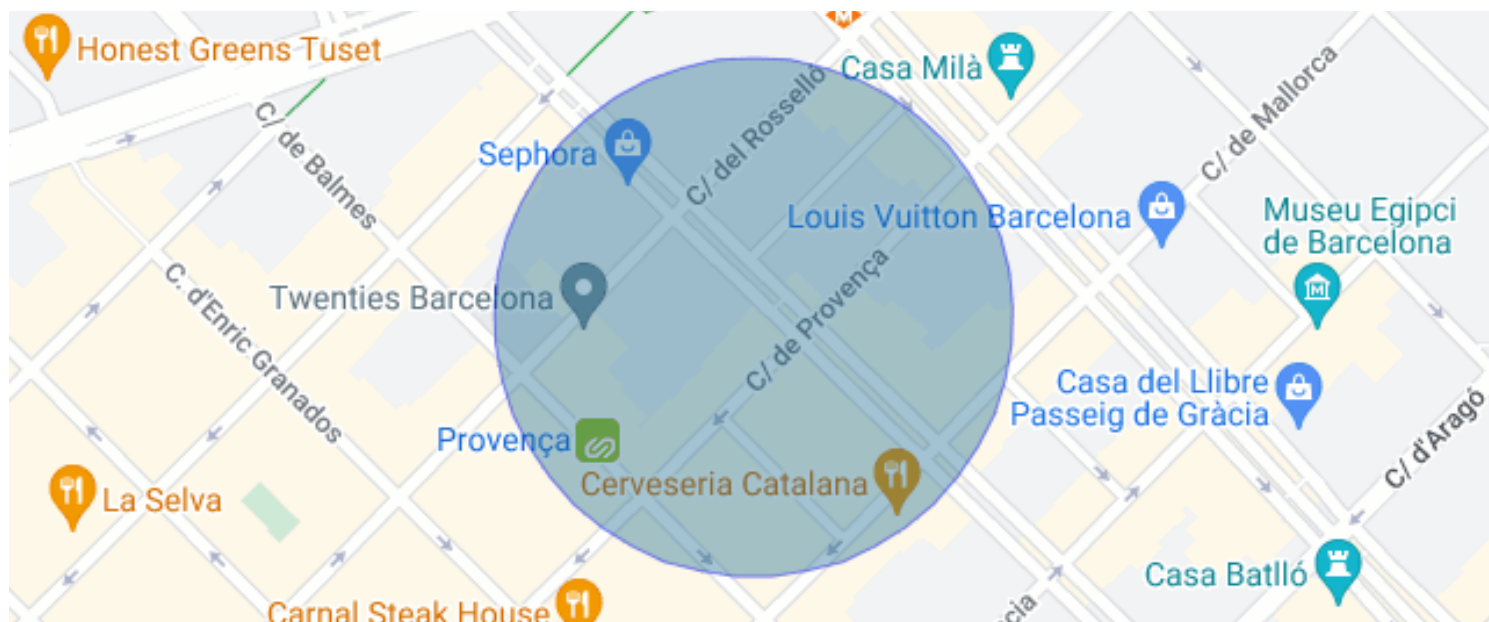 Honest Greens Tuset
M
Casa Milà
C/ de Balmes
C/ del Rosselló
C/ de Mallorca
Sephora
Louis Vuitton Barcelona
Museu Egipci
de Barcelona
M
C. d'Enric Granados
Twenties Barcelona
C/ de Provença
Casa del Llibre
Passeig de Gràcia
C/ d'Aragó
Provença
Cerveseria Catalana
La Selva
Casa Batlló
Carnal Steak House
cia